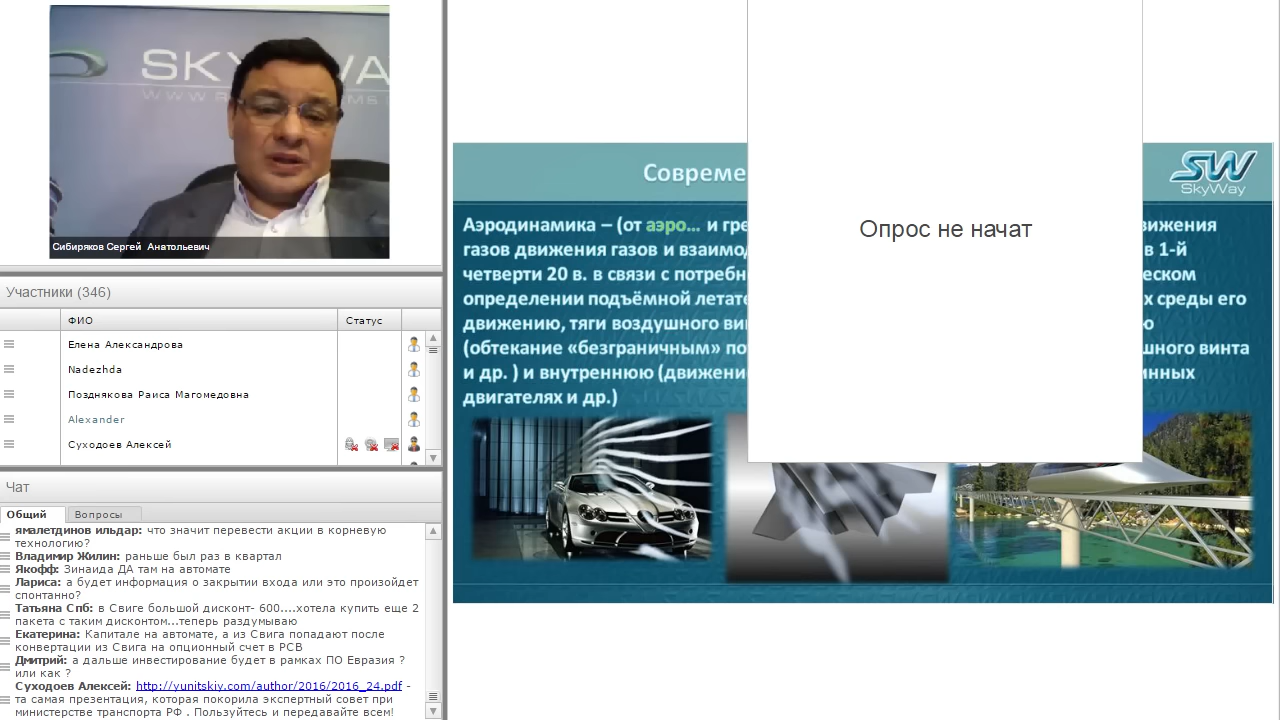 SKYWAY
Сибиряков Сергей Анатольевич
Участники (346)
ФИО
Статус
Елена Александрова
Nadezhda
Позднякова Раиса Магомедовна
Alexander
Суходоев Алексей
Чат
Общий
Вопросы
ямалетдинов ильдар: что значит перевести акции в корневую
технологию?
Владимир Жилин: раньше был раз в квартал
Якофф: Зинаида ДА там на автомате
Лариса: а будет информация о закрытии входа или это произойдет
спонтанно?
Татьяна Спб: в Свиге большой дисконт- 600....хотела купить еще 2
пакета с таким дисконтом...теперь раздумываю
Екатерина: Капитале на автомате, а из Свига попадают после
конвертации из Свига на опционный счет в РСВ
Дмитрий: а дальше инвестирование будет в рамках ПО Евразия ?
или как ?
Суходоев Алексей: http://yunitskiy.com/author/2016/2016_24.pdf -
та самая презентация, которая покорила экспертный совет при
министерстве транспорта РФ . Пользуйтесь и передавайте всем!
Совреме
SW
SkyWay
Опрос не начат
Аэродинамика – (от аэро... и гре
газов движения газов и взаимо в 1-й
четверти 20 в. в связи с потребн еском
определении подъёмной летате среды его
движению, тяги воздушного ви
(обтекание «безграничным» по шного винта
и др. ) и внутреннюю (движени
двигателях и др.)